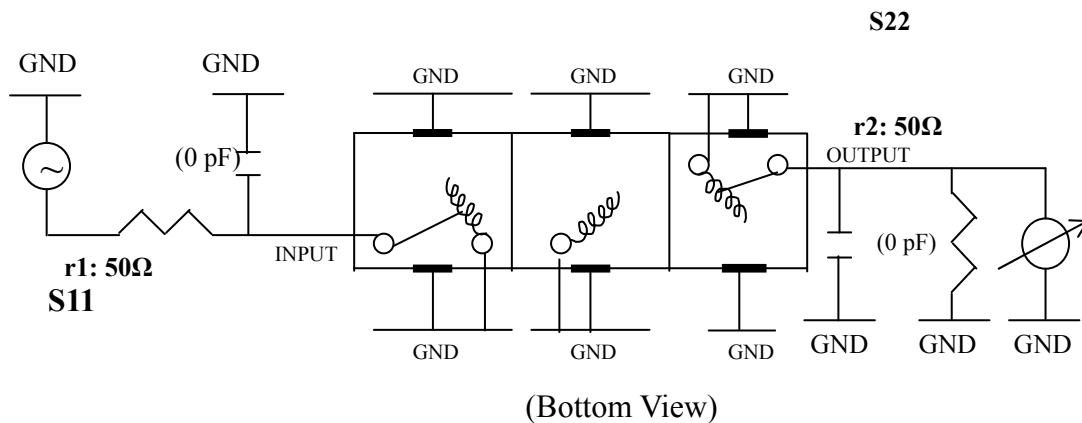 S22
GND
GND
GND
GND
GND
r2: 50Ω
(0 pF)
~
OUTPUT
INPUT
(0 pF)
r1: 50Ω
S11
GND
GND
GND
GND
GND
GND
(Bottom View)